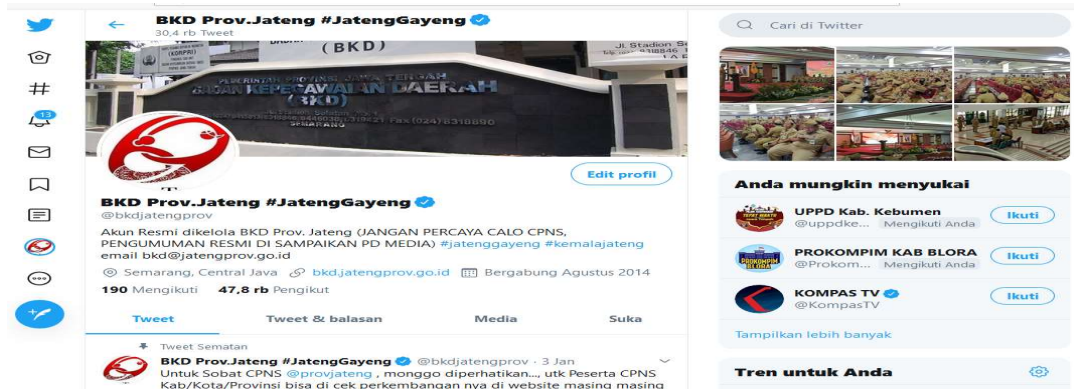 BKD Prov.Jateng #JatengGayeng
30,4 rb Tweet
Cari di Twitter
13
(KORPRI)
(BKD)
Jl. Stadion
PEMERINTAH PROVINSI JAWA TENGAH
BADAN KEPEGAWAIAN DAERAH
(BKD)
SEMARANG
Edit profil
BKD Prov.Jateng #JatengGayeng
@bkdjatengprov
Akun Resmi dikelola BKD Prov. Jateng (JANGAN PERCAYA CALO CPNS,
PENGUMUMAN RESMI DI SAMPAIKAN PD MEDIA) #jatenggayeng #kemalajateng
email bkd@jatengprov.go.id
Semarang, Central Java bkd.jatengprov.go.id Bergabung Agustus 2014
190 Mengikuti 47,8 rb Pengikut
Tweet Tweet & balasan Media Suka
Tweet Sematan
BKD Prov.Jateng #JatengGayeng @bkdjatengprov · 3 Jan
Untuk Sobat CPNS @provjateng , monggo diperhatikan..., utk Peserta CPNS
Kab/Kota/Provinsi bisa di cek perkembangan nya di website masing masing
Anda mungkin menyukai
UPPD Kab. Kebumen
@uppdke... Mengikuti Anda
Ikuti
PROKOMPIM KAB BLORA
@Prokom... Mengikuti Anda
Ikuti
PROKOMPIM
BLORA
KOMPAS TV
@KompasTV
Ikuti
Tampilkan lebih banyak
Tren untuk Anda